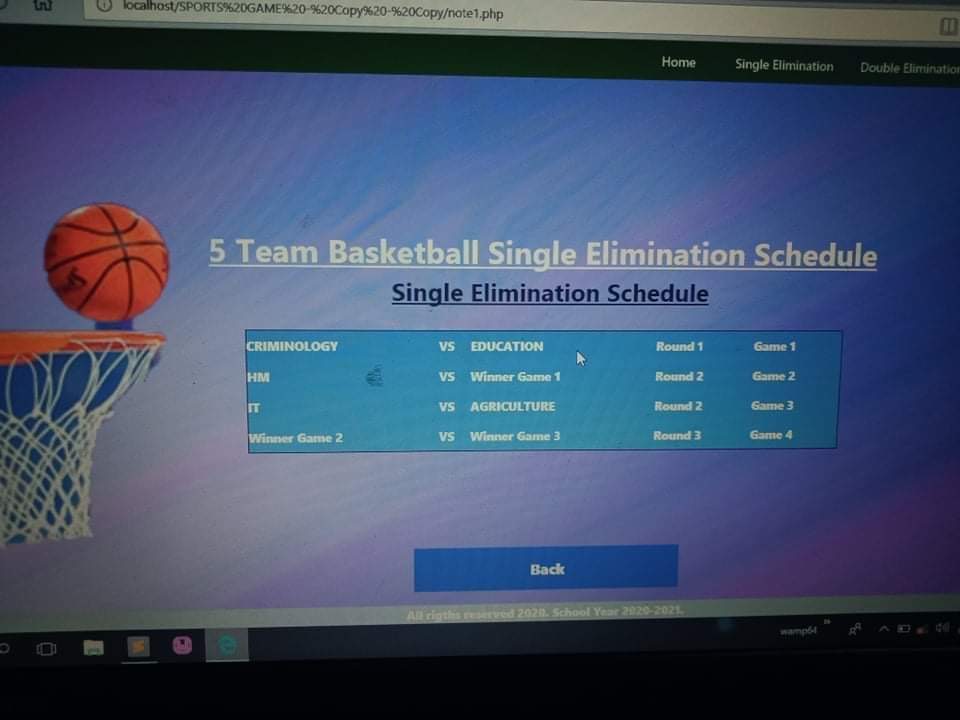 localhost/SPORTS%20GAME%20-%20Copy%20-%20Copy/note1.php
Home Single Elimination Double Elimination
5 Team Basketball Single Elimination Schedule
Single Elimination Schedule
CRIMINOLOGY VS EDUCATION Round 1 Game 1
HM VS Winner Game 1 Round 2 Game 2
IT VS AGRICULTURE Round 2 Game 3
Winner Game 2 VS Winner Game 3 Round 3 Game 4
Back
All rigths reserved 2020. School Year 2020-2021.
wamp64